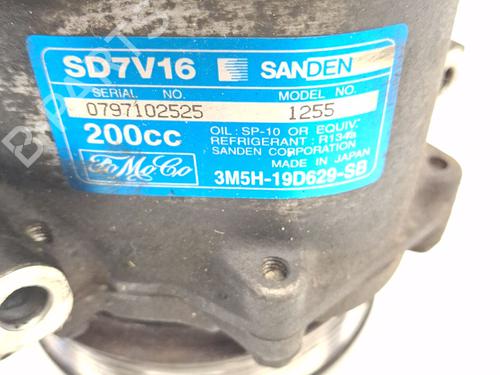 SD7V16 SANDEN
SERIAL NO. MODEL NO.
0797102525 1255
200cc
OIL : SP-10 OR EQUIV.
REFRIGERANT : R134a
SANDEN CORPORATION
MADE IN JAPAN
FoMoCo 3M5H-19D629-SB